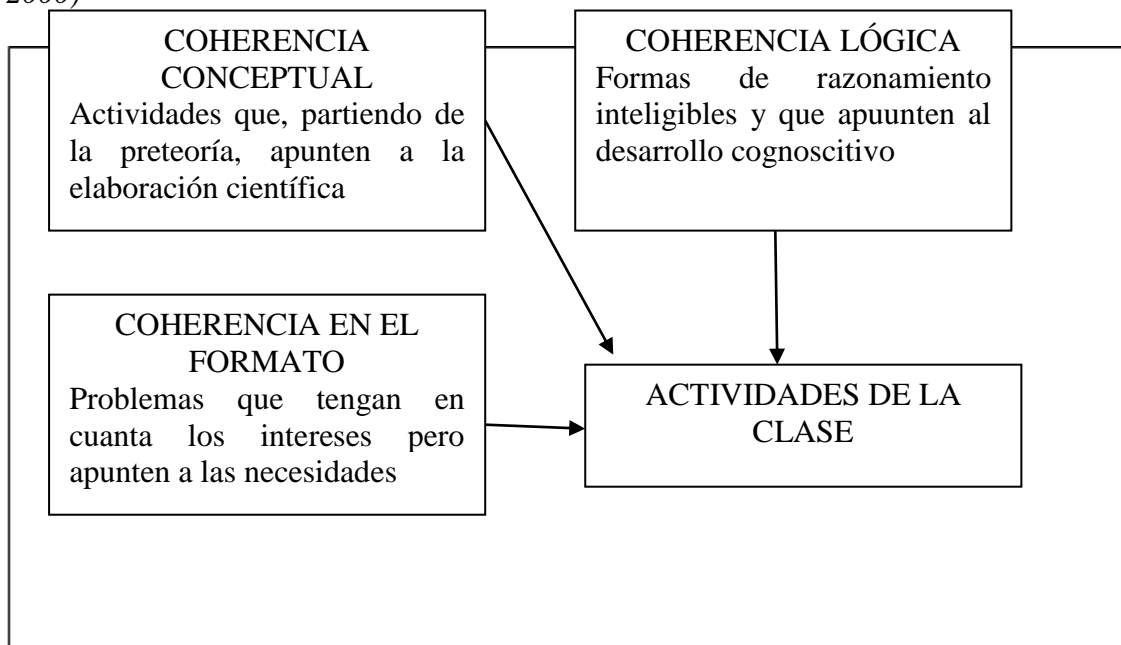 COHERENCIA
CONCEPTUAL
Actividades que, partiendo de
la preteoría, apuntan a la
elaboración científica
COHERENCIA LÓGICA
Formas de razonamiento
inteligibles y que apuunten al
desarrollo cognoscitivo
COHERENCIA EN EL
FORMATO
Problemas que tengan en
cuanta los intereses pero
apunten a las necesidades
ACTIVIDADES DE LA
CLASE